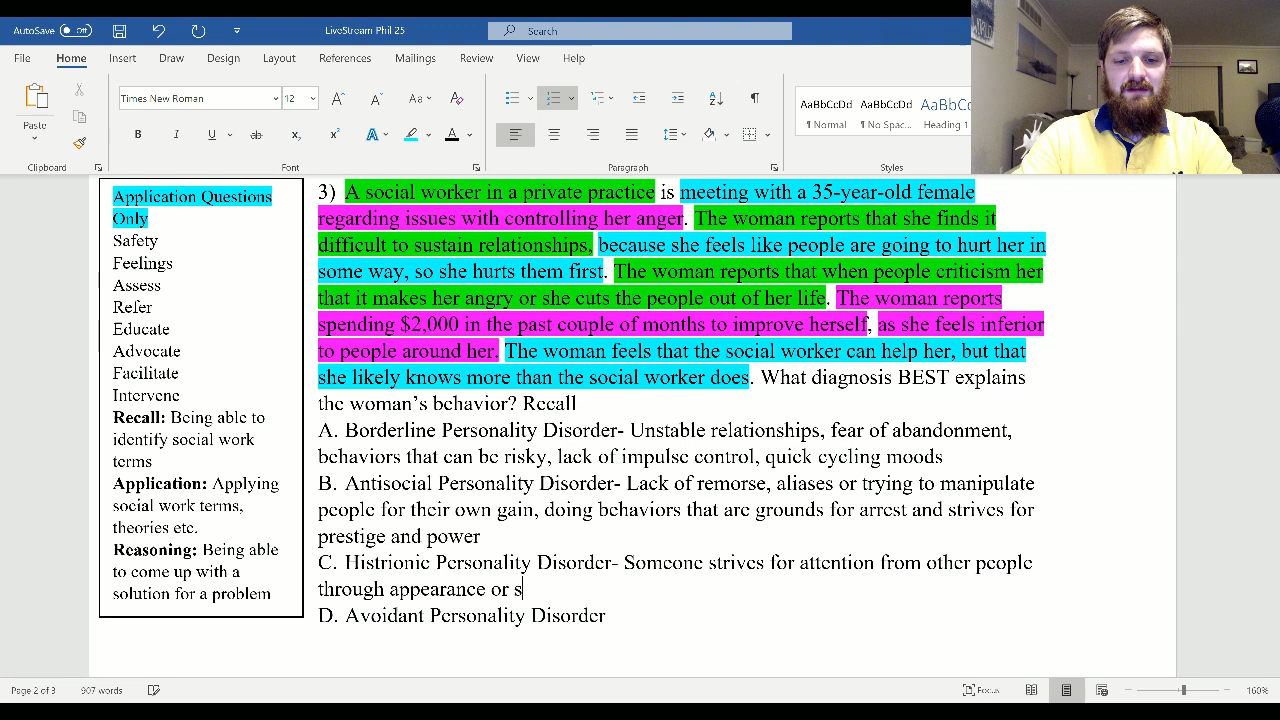 AutoSave Off LiveStream Phil 25 Search
File Home Insert Draw Design Layout References Mailings Review View Help
Times New Roman 12
Paste
AaBbCcDd AaBbCcDd
¶ Normal ¶ No Spac... Heading 1
Clipboard Font Paragraph Styles
Application Questions
Only
Safety
Feelings
Assess
Refer
Educate
Advocate
Facilitate
Intervene
Recall: Being able to
identify social work
terms
Application: Applying
social work terms,
theories etc.
Reasoning: Being able
to come up with a
solution for a problem
3) A social worker in a private practice is meeting with a 35-year-old female
regarding issues with controlling her anger. The woman reports that she finds it
difficult to sustain relationships, because she feels like people are going to hurt her in
some way, so she hurts them first. The woman reports that when people criticism her
that it makes her angry or she cuts the people out of her life. The woman reports
spending $2,000 in the past couple of months to improve herself, as she feels inferior
to people around her. The woman feels that the social worker can help her, but that
she likely knows more than the social worker does. What diagnosis BEST explains
the woman's behavior? Recall
A. Borderline Personality Disorder- Unstable relationships, fear of abandonment,
behaviors that can be risky, lack of impulse control, quick cycling moods
B. Antisocial Personality Disorder- Lack of remorse, aliases or trying to manipulate
people for their own gain, doing behaviors that are grounds for arrest and strives for
prestige and power
C. Histrionic Personality Disorder- Someone strives for attention from other people
through appearance or s
D. Avoidant Personality Disorder
Page 2 of 3 907 words Focus 160%